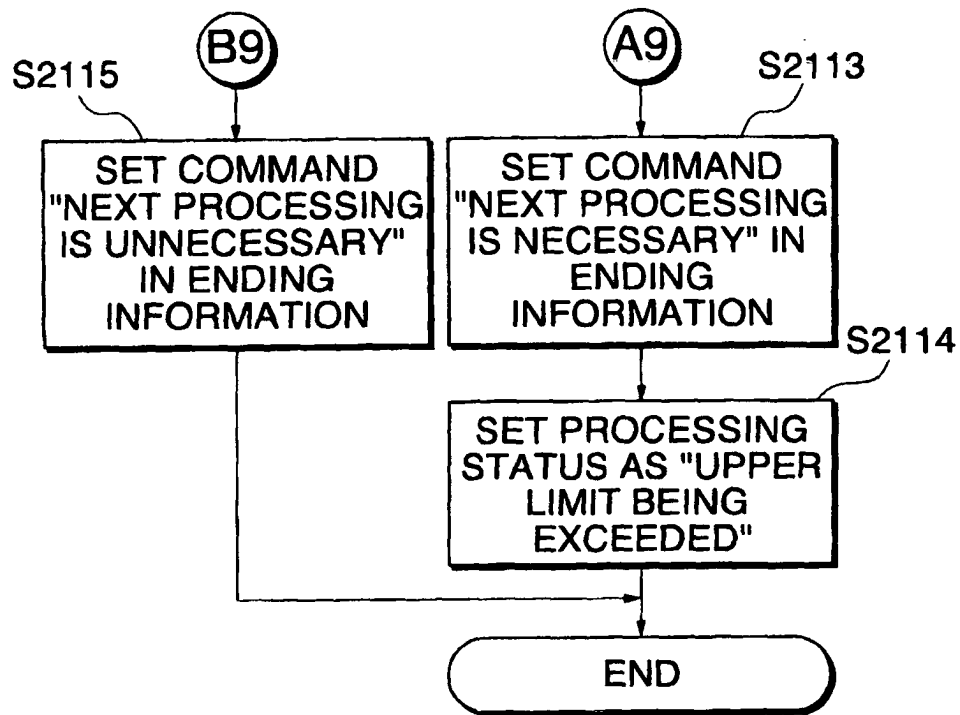 B9
A9
S2115
S2113
SET COMMAND
"NEXT PROCESSING
IS UNNECESSARY"
IN ENDING
INFORMATION
SET COMMAND
"NEXT PROCESSING
IS NECESSARY" IN
ENDING
INFORMATION
S2114
SET PROCESSING
STATUS AS "UPPER
LIMIT BEING
EXCEEDED"
END